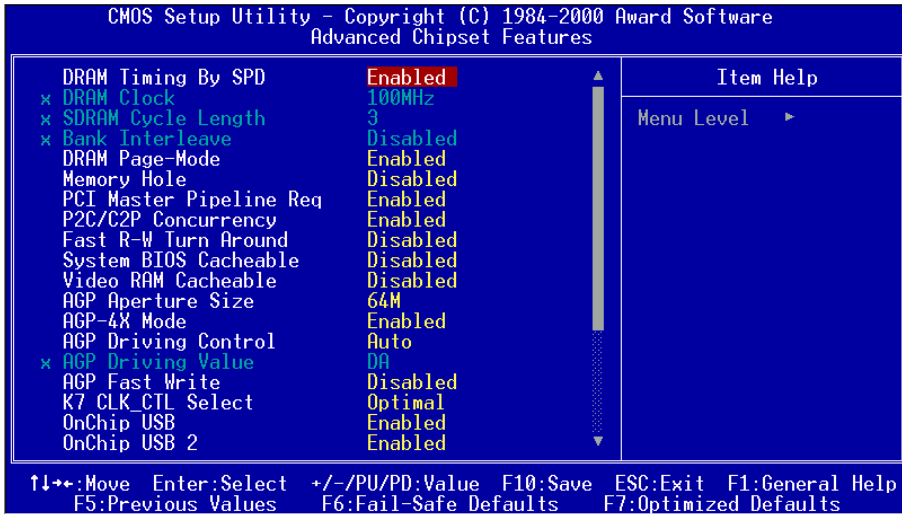 CMOS Setup Utility – Copyright (C) 1984–2000 Award Software
Advanced Chipset Features
DRAM Timing By SPD Enabled
x DRAM Clock 100MHz
x SDRAM Cycle Length 3
x Bank Interleave Disabled
DRAM Page-Mode Enabled
Memory Hole Disabled
PCI Master Pipeline Req Enabled
P2C/C2P Concurrency Enabled
Fast R-W Turn Around Disabled
System BIOS Cacheable Disabled
Video RAM Cacheable Disabled
AGP Aperture Size 64M
AGP-4X Mode Enabled
AGP Driving Control Auto
x AGP Driving Value DA
AGP Fast Write Disabled
K7 CLK_CTL Select Optimal
OnChip USB Enabled
OnChip USB 2 Enabled
Item Help
Menu Level ►
↑↓→←:Move Enter:Select +/-/PU/PD:Value F10:Save ESC:Exit F1:General Help
F5:Previous Values F6:Fail-Safe Defaults F7:Optimized Defaults